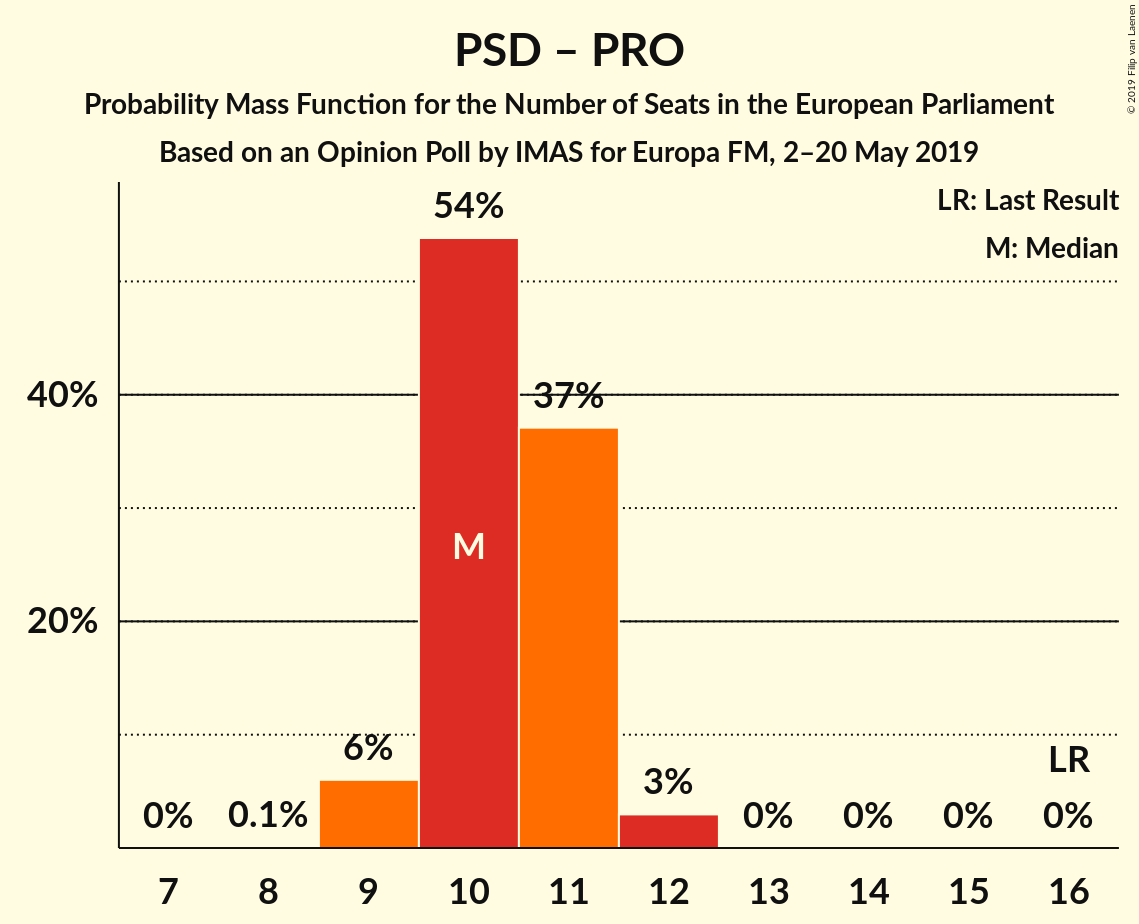 PSD – PRO
Probability Mass Function for the Number of Seats in the European Parliament
Based on an Opinion Poll by IMAS for Europa FM, 2–20 May 2019
© 2019 Filip van Laenen
LR: Last Result
M: Median
54%
40%
37%
M
20%
6%
3%
LR
0%
0.1%
0%
0%
0%
0%
7 8 9 10 11 12 13 14 15 16